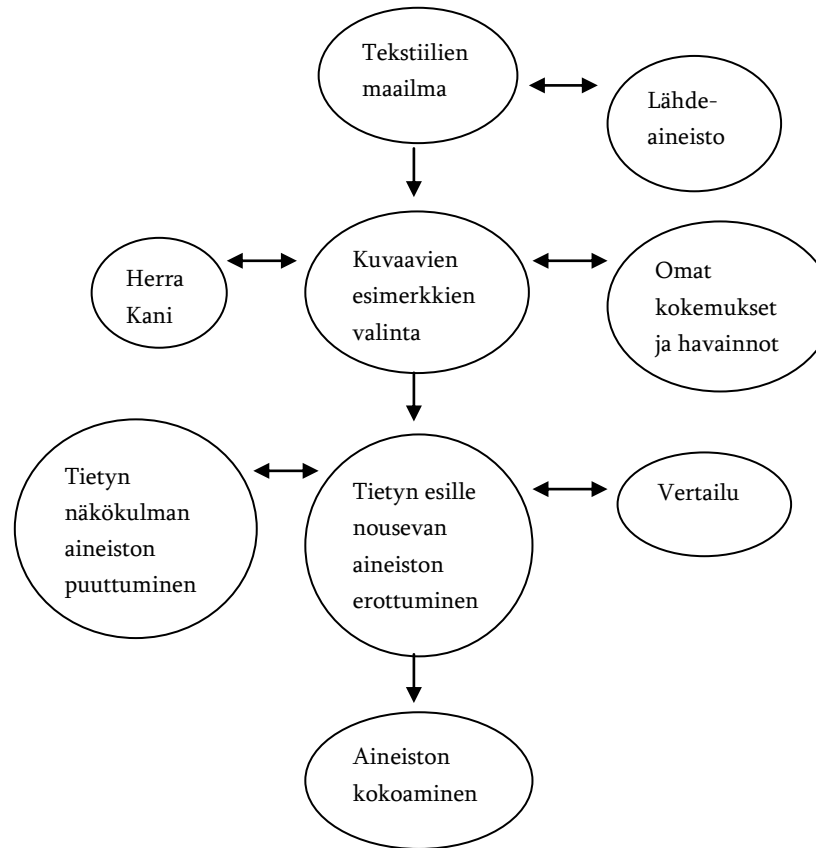 Tekstiilien
maailma
Lähde-
aineisto
Herra
Kani
Kuvaavien
esimerkkien
valinta
Omat
kokemukset
ja havainnot
Tietyn
näkökulman
aineiston
puuttuminen
Tietyn esille
nousevan
aineiston
erottuminen
Vertailu
Aineiston
kokoaminen